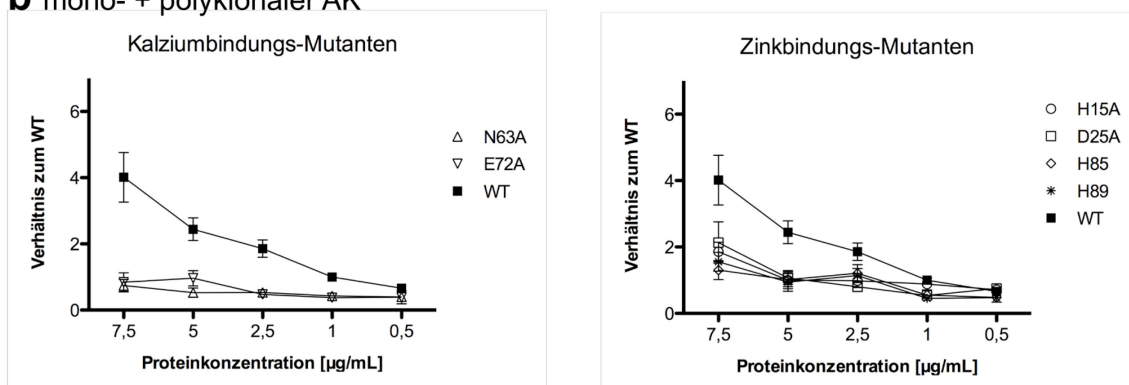 b mono- + polyklonaler AK
Kalziumbindungs-Mutanten
Verhältnis zum WT
6
4
2
0
7,5 5 2,5 1 0,5
Proteinkonzentration [µg/mL]
N63A
E72A
WT
Zinkbindungs-Mutanten
Verhältnis zum WT
6
4
2
0
7,5 5 2,5 1 0,5
Proteinkonzentration [µg/mL]
H15A
D25A
H85
H89
WT